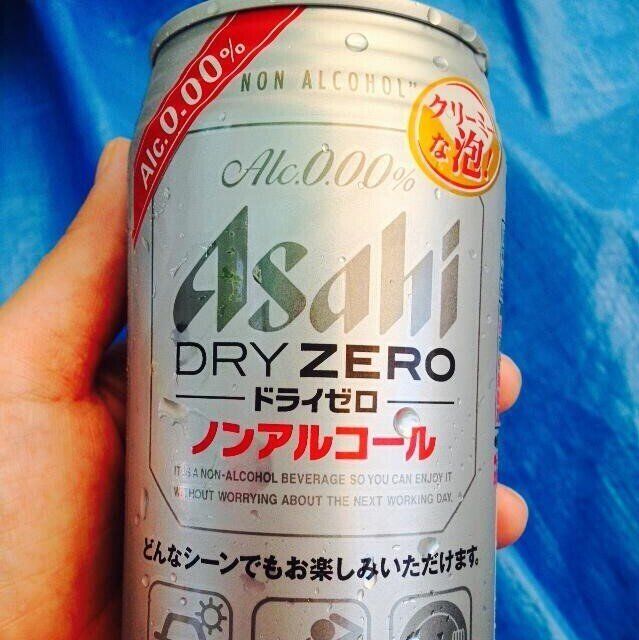 Alc.0.00%
NON ALCOHOL"
クリーミー
な泡!
Alc.0.00%
Asahi
DRY ZERO
ドライゼロ
ノンアルコール
IT IS A NON-ALCOHOL BEVERAGE SO YOU CAN ENJOY IT
WITHOUT WORRYING ABOUT THE NEXT WORKING DAY.
どんなシーンでもお楽しみいただけます。